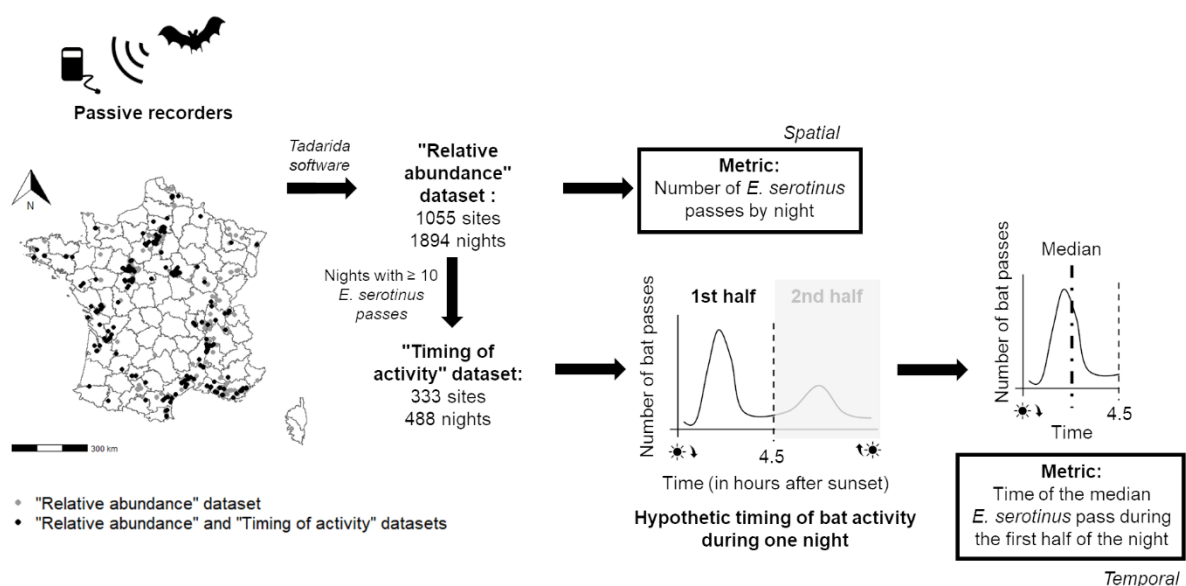 Passive recorders
N
300 km
"Relative abundance" dataset
"Relative abundance" and "Timing of activity" datasets
Tadarida
software
"Relative
abundance"
dataset :
1055 sites
1894 nights
Nights with ≥ 10
E. serotinus
passes
"Timing of
activity" dataset:
333 sites
488 nights
Spatial
Metric:
Number of E. serotinus
passes by night
Number of bat passes
1st half
2nd half
4.5
Time (in hours after sunset)
Hypothetic timing of bat activity
during one night
Number of bat passes
Median
4.5
Time
Metric:
Time of the median
E. serotinus pass during
the first half of the night
Temporal